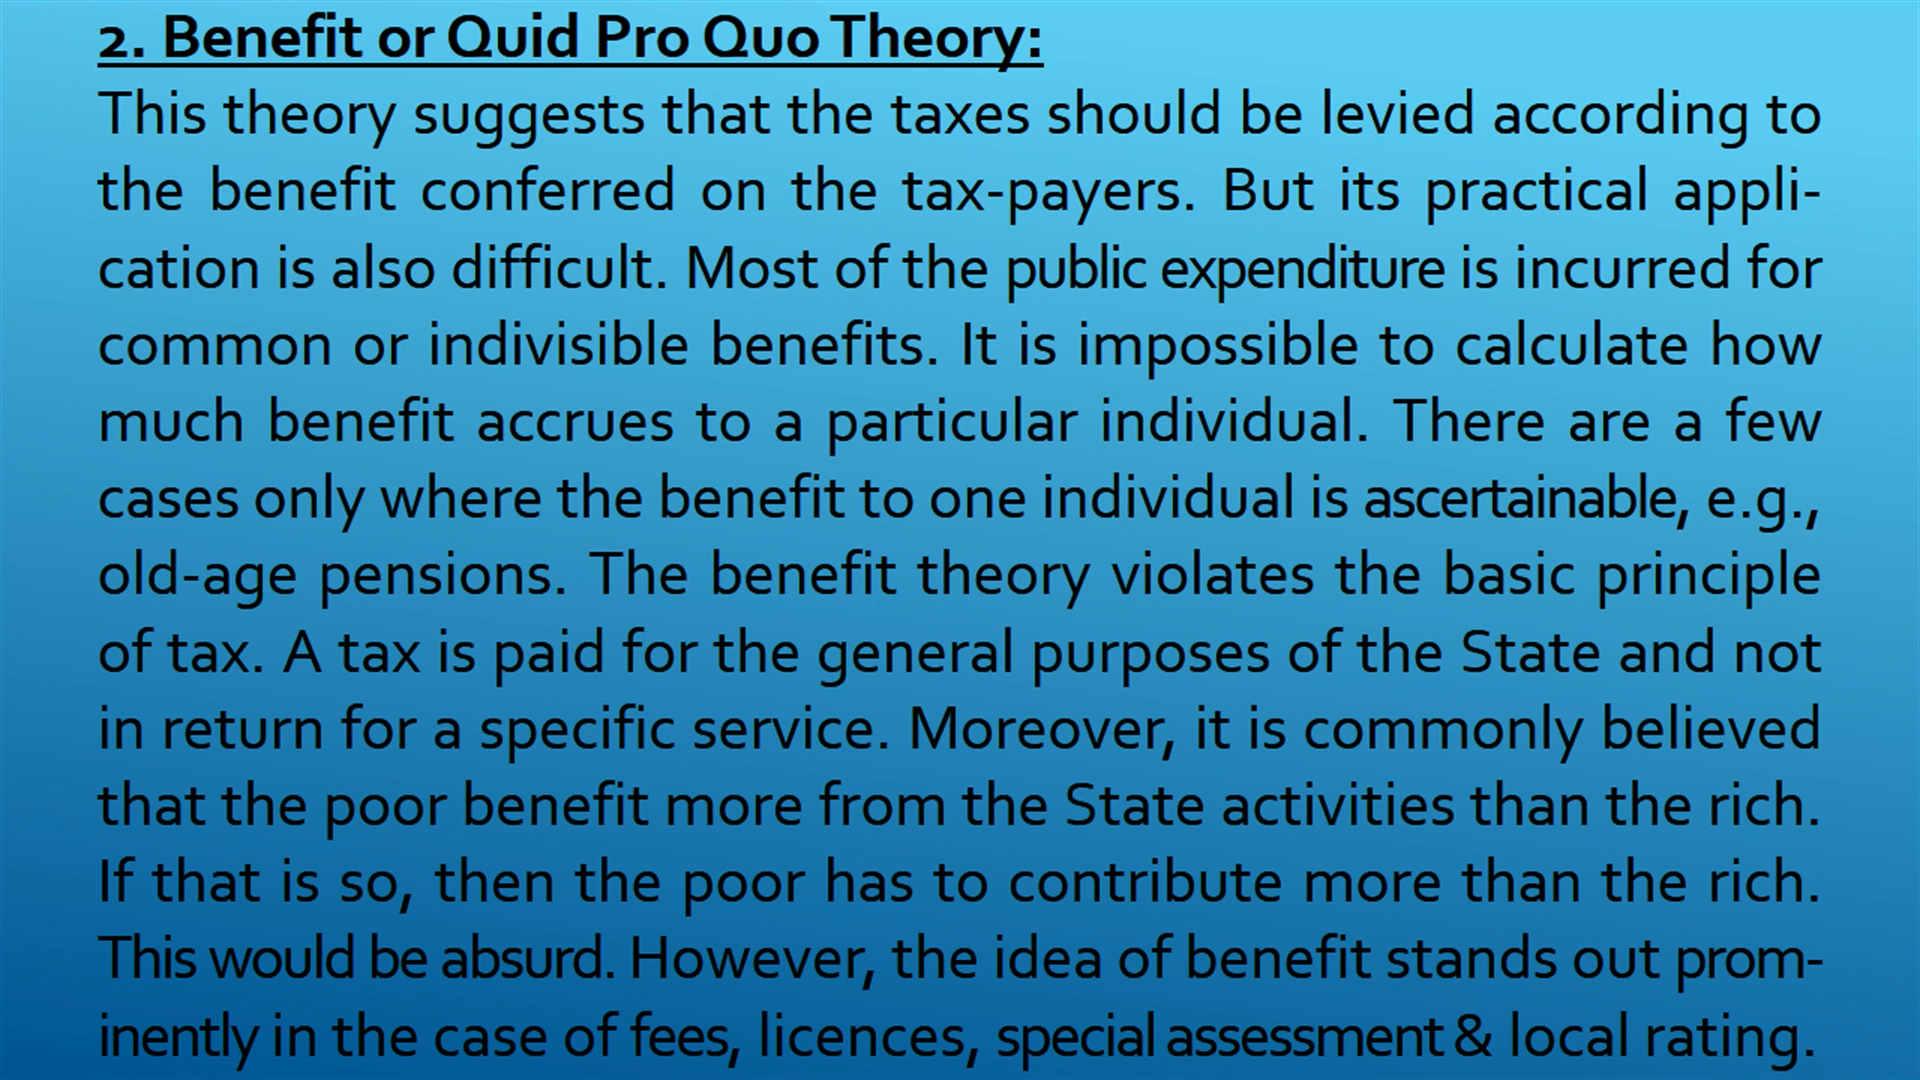 2. Benefit or Quid Pro Quo Theory:
This theory suggests that the taxes should be levied according to
the benefit conferred on the tax-payers. But its practical appli-
cation is also difficult. Most of the public expenditure is incurred for
common or indivisible benefits. It is impossible to calculate how
much benefit accrues to a particular individual. There are a few
cases only where the benefit to one individual is ascertainable, e.g.,
old-age pensions. The benefit theory violates the basic principle
of tax. A tax is paid for the general purposes of the State and not
in return for a specific service. Moreover, it is commonly believed
that the poor benefit more from the State activities than the rich.
If that is so, then the poor has to contribute more than the rich.
This would be absurd. However, the idea of benefit stands out prom-
inently in the case of fees, licences, special assessment & local rating.